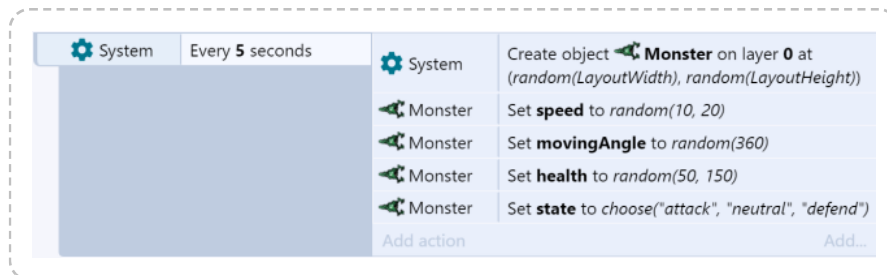 System Every 5 seconds
System Create object Monster on layer 0 at
(random(LayoutWidth), random(LayoutHeight))
Monster Set speed to random(10, 20)
Monster Set movingAngle to random(360)
Monster Set health to random(50, 150)
Monster Set state to choose("attack", "neutral", "defend")
Add action Add...